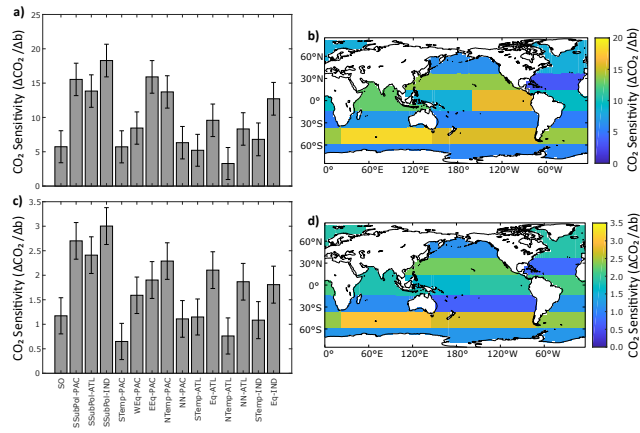 a)
25
20
15
10
5
0
CO2 Sensitivity (ΔCO2 /Δb)
b)
60°N
30°N
0°
30°S
60°S
0°
60°E
120°E
180°W
120°W
60°W
20
15
10
5
0
CO2 Sensitivity (ΔCO2 /Δb)
c)
3.5
3
2.5
2
1.5
1
0.5
0
CO2 Sensitivity (ΔCO2 /Δb)
SO
SSubPol-PAC
SSubPol-ATL
SSubPol-IND
STemp-PAC
WEq-PAC
EEq-PAC
NTemp-PAC
NN-PAC
STemp-ATL
Eq-ATL
NTemp-ATL
NN-ATL
STemp-IND
Eq-IND
d)
60°N
30°N
0°
30°S
60°S
0°
60°E
120°E
180°W
120°W
60°W
3.5
3.0
2.5
2.0
1.5
1.0
0.5
0.0
CO2 Sensitivity (ΔCO2 /Δb)